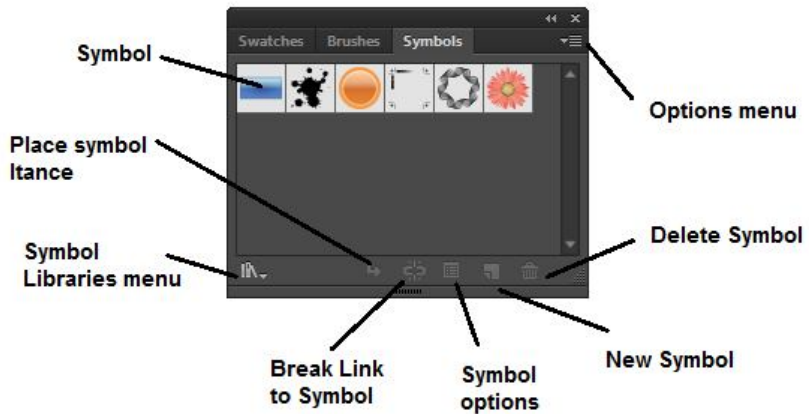 Swatches Brushes Symbols
Symbol
Options menu
Place symbol
Itance
Symbol
Libraries menu
Delete Symbol
Break Link
to Symbol
Symbol
options
New Symbol